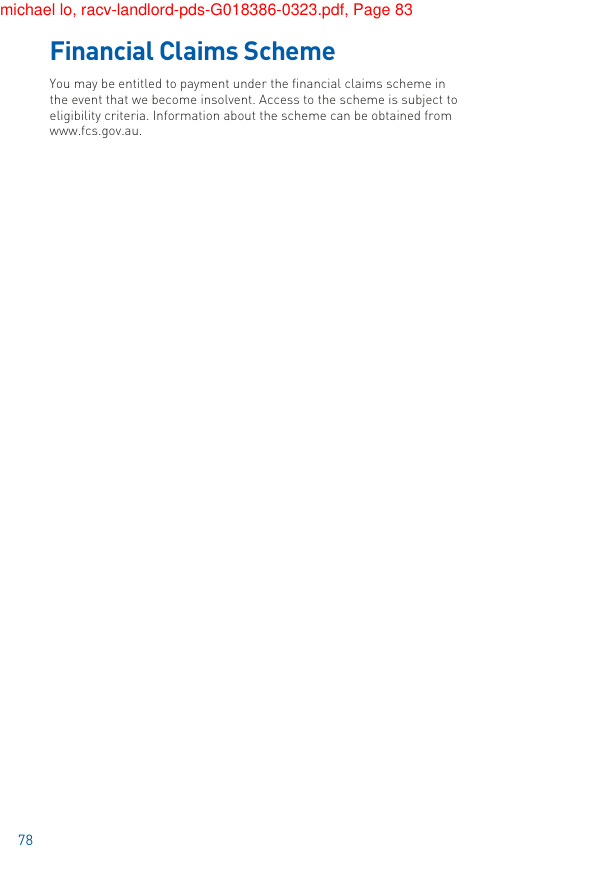 michael lo, racv-landlord-pds-G018386-0323.pdf, Page 83
Financial Claims Scheme
You may be entitled to payment under the financial claims scheme in
the event that we become insolvent. Access to the scheme is subject to
eligibility criteria. Information about the scheme can be obtained from
www.fcs.gov.au.
78